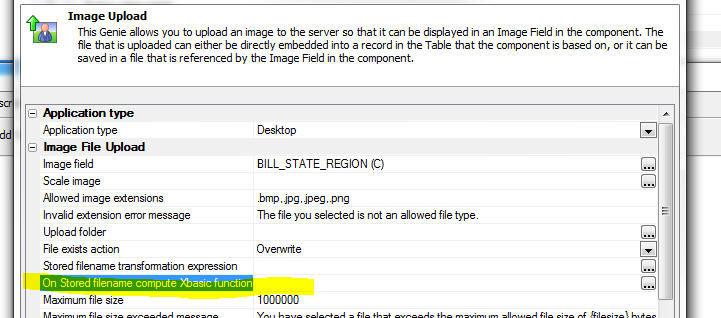 Image Upload
This Genie allows you to upload an image to the server so that it can be displayed in an Image Field in the component. The
file that is uploaded can either be directly embedded into a record in the Table that the component is based on, or it can be
saved in a file that is referenced by the Image Field in the component.
scr
dd
Application type
Application type Desktop
Image File Upload
Image field BILL_STATE_REGION (C)
Scale image
Allowed image extensions .bmp,.jpg,.jpeg,.png
Invalid extension error message The file you selected is not an allowed file type.
Upload folder
File exists action Overwrite
Stored filename transformation expression
On Stored filename compute Xbasic function
Maximum file size 1000000
Maximum file size exceeded message You have selected a file that exceeds the maximum allowed file size of {filesize} bytes